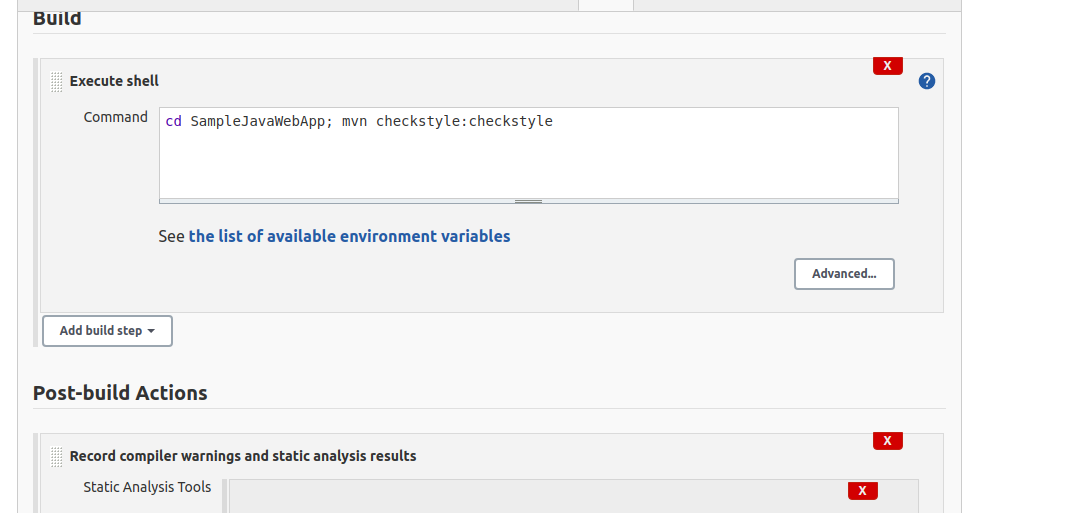 Build
X
Execute shell
?
Command
cd SampleJavaWebApp; mvn checkstyle:checkstyle
See the list of available environment variables
Advanced...
Add build step
Post-build Actions
X
Record compiler warnings and static analysis results
Static Analysis Tools
X